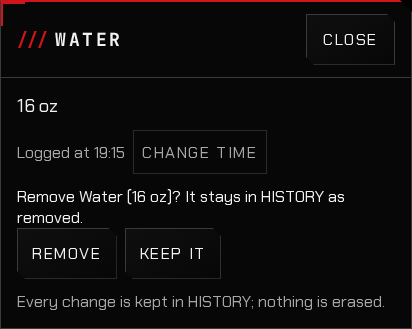 /// WATER
CLOSE
16 oz
Logged at 19:15
CHANGE TIME
Remove Water (16 oz)? It stays in HISTORY as
removed.
REMOVE
KEEP IT
Every change is kept in HISTORY; nothing is erased.